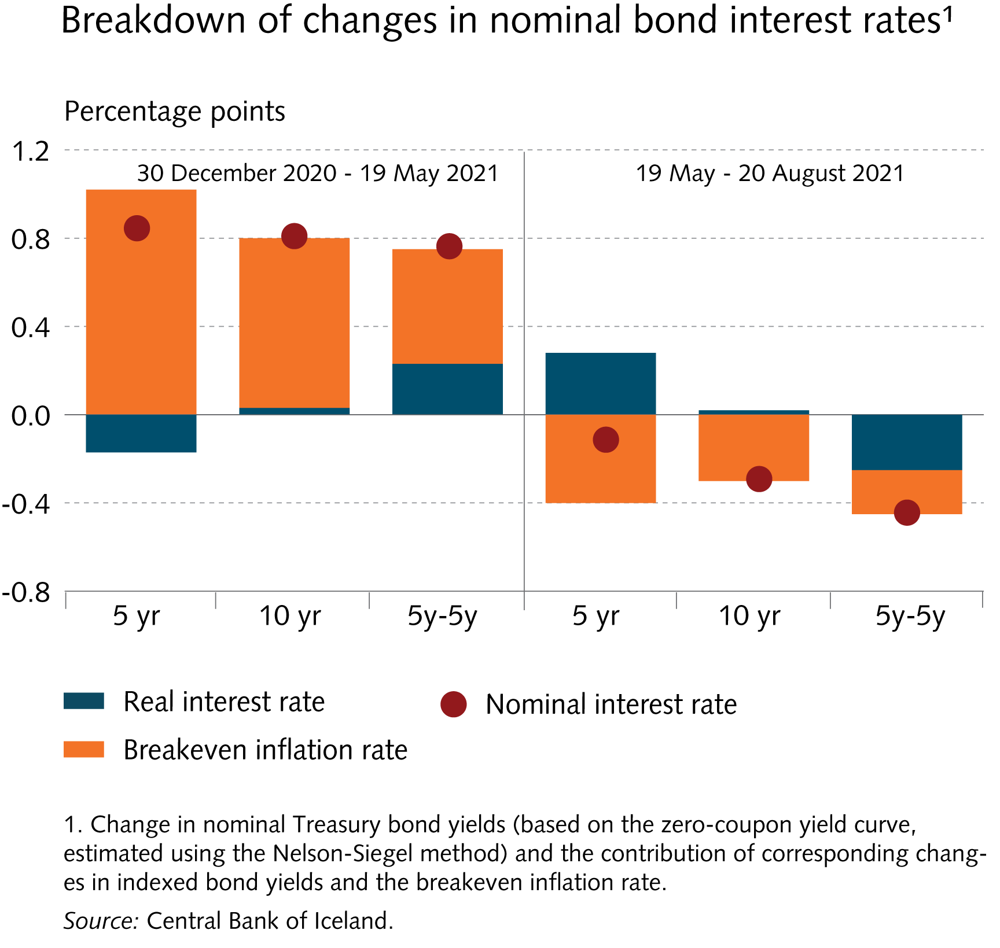 Breakdown of changes in nominal bond interest rates¹
Percentage points
1.2
30 December 2020 - 19 May 2021
19 May - 20 August 2021
0.8
0.4
0.0
-0.4
-0.8
5 yr
10 yr
5y-5y
5 yr
10 yr
5y-5y
Real interest rate
Nominal interest rate
Breakeven inflation rate
1. Change in nominal Treasury bond yields (based on the zero-coupon yield curve,
estimated using the Nelson-Siegel method) and the contribution of corresponding chang-
es in indexed bond yields and the breakeven inflation rate.
Source: Central Bank of Iceland.